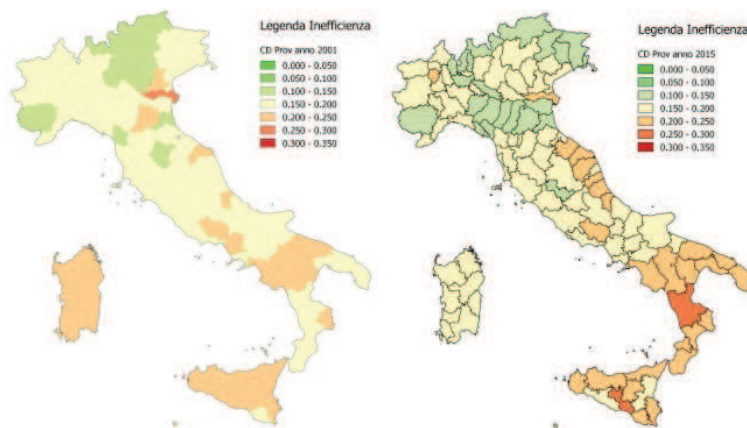 Legenda Inefficienza
CD Prov anno 2001
0.000 - 0.050
0.050 - 0.100
0.100 - 0.150
0.150 - 0.200
0.200 - 0.250
0.250 - 0.300
0.300 - 0.350
Legenda Inefficienza
CD Prov anno 2015
0.000 - 0.050
0.050 - 0.100
0.100 - 0.150
0.150 - 0.200
0.200 - 0.250
0.250 - 0.300
0.300 - 0.350